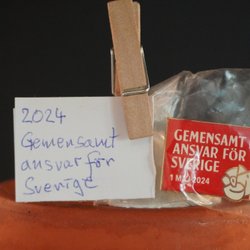 2024
Gemensamt
ansvar för
Sverige
GEMENSAMT
ANSVAR FÖR
SVERIGE
1 MAJ 2024